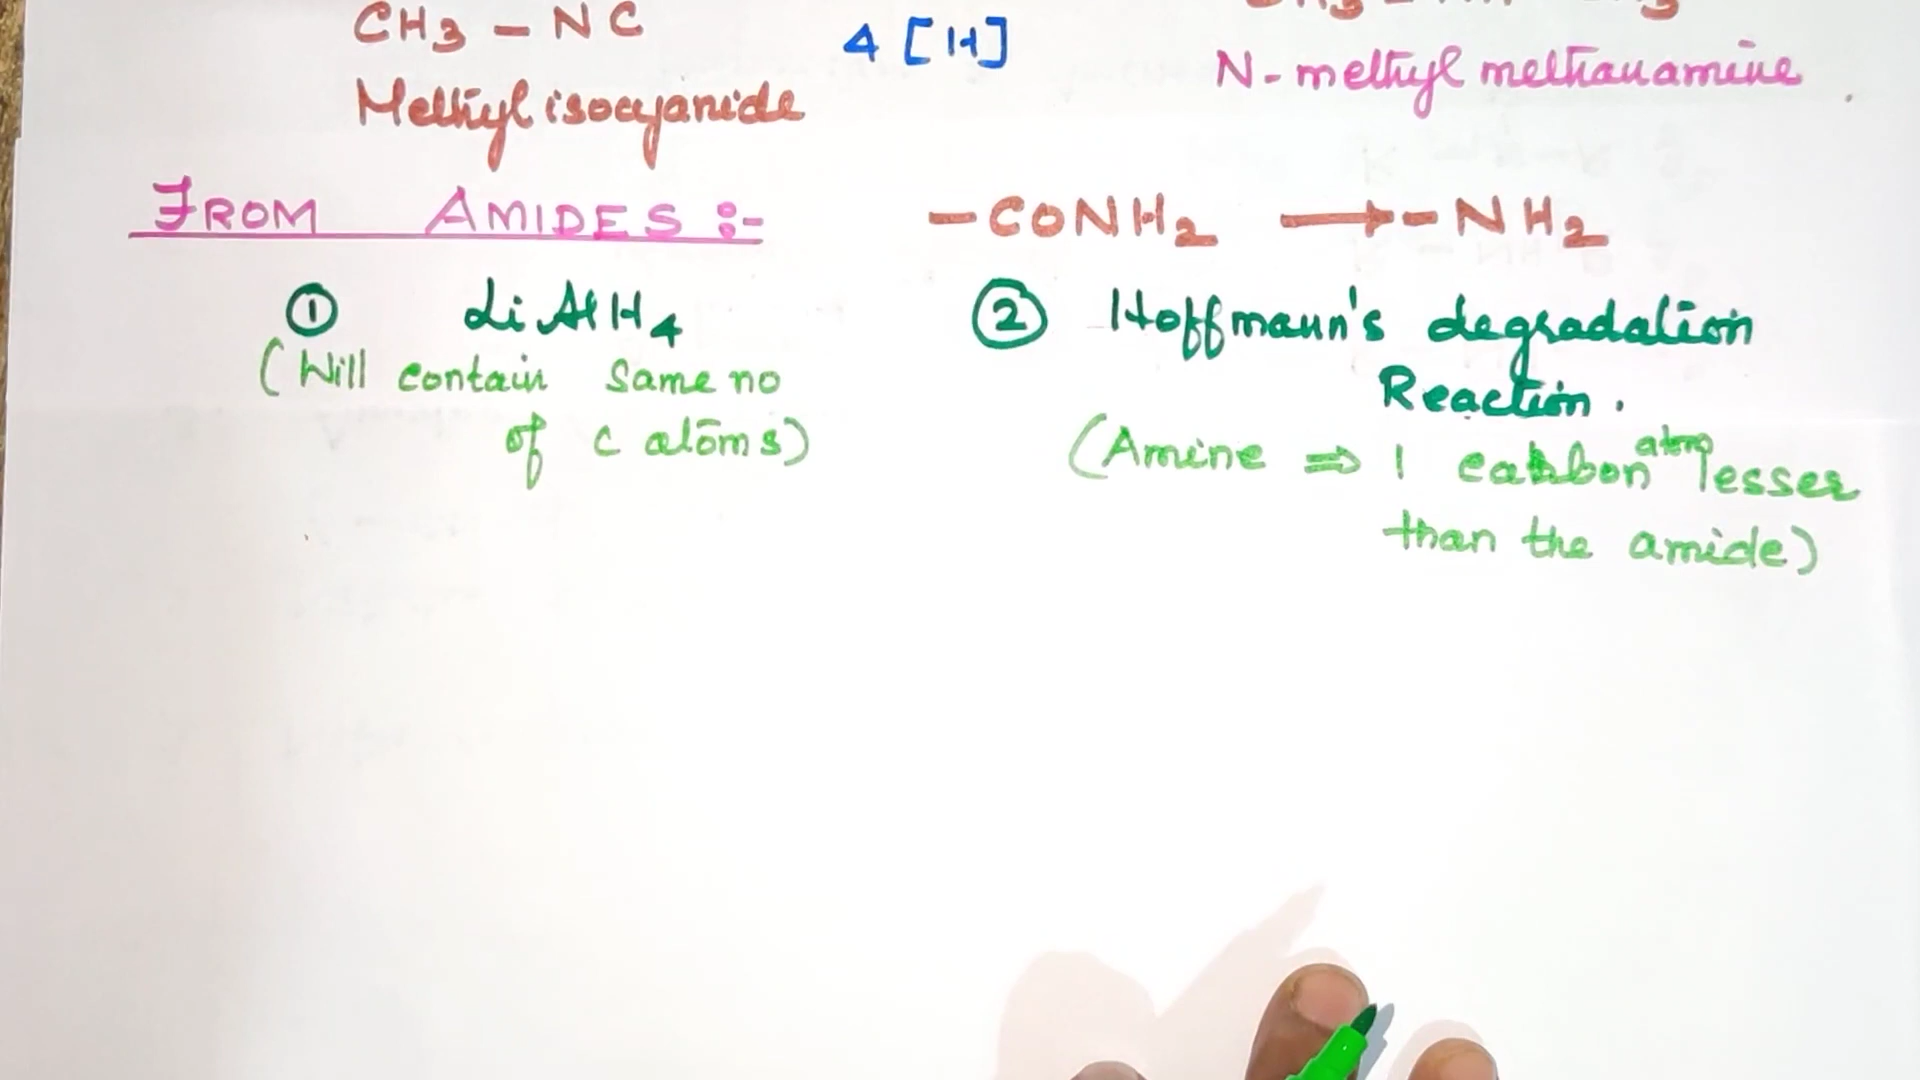 CH3 – NC
4 [H]
N-methyl methanamine
Methyl isocyanide
FROM AMIDES :-
– CONH2 → – NH2
① LiAlH4
(Will contain same no
of C atoms)
② Hoffmann's degradation
Reaction.
(Amine ⇒ 1 carbon atom lesser
than the amide)